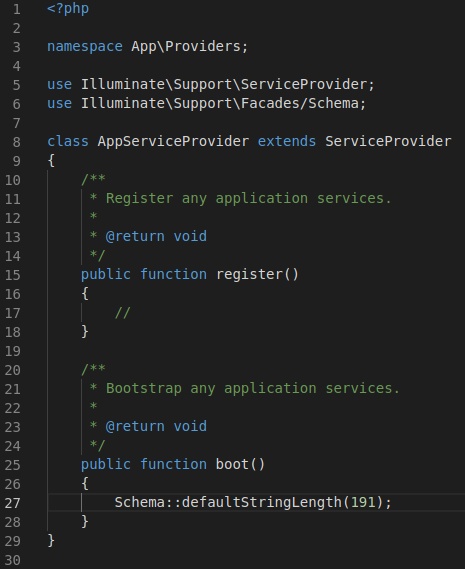 1 <?php
2
3 namespace App\Providers;
4
5 use Illuminate\Support\ServiceProvider;
6 use Illuminate\Support\Facades/Schema;
7
8 class AppServiceProvider extends ServiceProvider
9 {
10     /**
11      * Register any application services.
12      *
13      * @return void
14      */
15     public function register()
16     {
17         //
18     }
19
20     /**
21      * Bootstrap any application services.
22      *
23      * @return void
24      */
25     public function boot()
26     {
27         Schema::defaultStringLength(191);
28     }
29 }
30